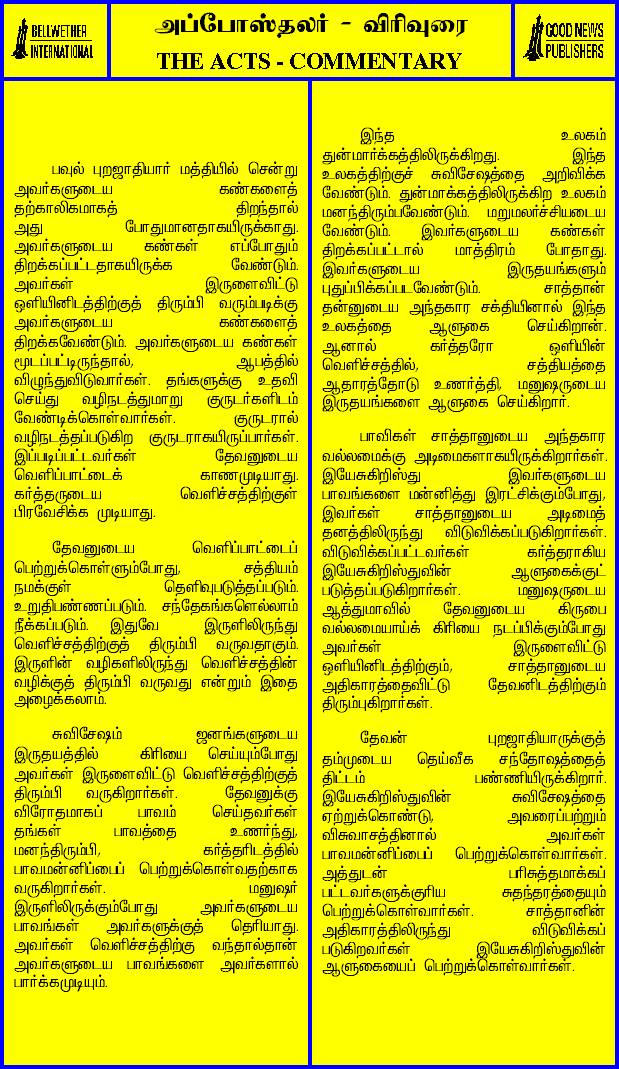 BELLWETHER
INTERNATIONAL
அப்போஸ்தலர் - விரிவுரை
THE ACTS - COMMENTARY
GOOD NEWS
PUBLISHERS
பவுல் புறஜாதியார் மத்தியில் சென்று
அவர்களுடைய கண்களைத்
தற்காலிகமாகத் திறந்தால்
அது போதுமானதாகயிருக்காது.
அவர்களுடைய கண்கள் எப்போதும்
திறக்கப்பட்டதாகயிருக்க வேண்டும்.
அவர்கள் இருளைவிட்டு
ஒளியினிடத்திற்குத் திரும்பி வரும்படிக்கு
அவர்களுடைய கண்களைத்
திறக்கவேண்டும். அவர்களுடைய கண்கள்
மூடப்பட்டிருந்தால், ஆபத்தில்
விழுந்துவிடுவார்கள். தங்களுக்கு உதவி
செய்து வழிநடத்துமாறு குருடர்களிடம்
வேண்டிக்கொள்வார்கள். குருடரால்
வழிநடத்தப்படுகிற குருடராகயிருப்பார்கள்.
இப்படிப்பட்டவர்கள் தேவனுடைய
வெளிப்பாட்டைக் காணமுடியாது.
கர்த்தருடைய வெளிச்சத்திற்குள்
பிரவேசிக்க முடியாது.
தேவனுடைய வெளிப்பாட்டைப்
பெற்றுக்கொள்ளும்போது, சத்தியம்
நமக்குள் தெளிவுபடுத்தப்படும்.
உறுதிபண்ணப்படும். சந்தேகங்களெல்லாம்
நீக்கப்படும். இதுவே இருளிலிருந்து
வெளிச்சத்திற்குத் திரும்பி வருவதாகும்.
இருளின் வழிகளிலிருந்து வெளிச்சத்தின்
வழிக்குத் திரும்பி வருவது என்றும் இதை
அழைக்கலாம்.
சுவிசேஷம் ஜனங்களுடைய
இருதயத்தில் கிரியை செய்யும்போது
அவர்கள் இருளைவிட்டு வெளிச்சத்திற்குத்
திரும்பி வருகிறார்கள். தேவனுக்கு
விரோதமாகப் பாவம் செய்தவர்கள்
தங்கள் பாவத்தை உணர்ந்து,
மனந்திரும்பி, கர்த்தரிடத்தில்
பாவமன்னிப்பைப் பெற்றுக்கொள்வதற்காக
வருகிறார்கள். மனுஷர்
இருளிலிருக்கும்போது அவர்களுடைய
பாவங்கள் அவர்களுக்குத் தெரியாது.
அவர்கள் வெளிச்சத்திற்கு வந்தால்தான்
அவர்களுடைய பாவங்களை அவர்களால்
பார்க்கமுடியும்.
இந்த உலகம்
துன்மார்க்கத்திலிருக்கிறது. இந்த
உலகத்திற்குச் சுவிசேஷத்தை அறிவிக்க
வேண்டும். துன்மாக்கத்திலிருக்கிற உலகம்
மனந்திரும்பவேண்டும். மறுமலர்ச்சியடைய
வேண்டும். இவர்களுடைய கண்கள்
திறக்கப்பட்டால் மாத்திரம் போதாது.
இவர்களுடைய இருதயங்களும்
புதுப்பிக்கப்படவேண்டும். சாத்தான்
தன்னுடைய அந்தகார சக்தியினால் இந்த
உலகத்தை ஆளுகை செய்கிறான்.
ஆனால் கர்த்தரோ ஒளியின்
வெளிச்சத்தில், சத்தியத்தை
ஆதாரத்தோடு உணர்த்தி, மனுஷருடைய
இருதயங்களை ஆளுகை செய்கிறார்.
பாவிகள் சாத்தானுடைய அந்தகார
வல்லமைக்கு அடிமைகளாகயிருக்கிறார்கள்.
இயேசுகிறிஸ்து இவர்களுடைய
பாவங்களை மன்னித்து இரட்சிக்கும்போது,
இவர்கள் சாத்தானுடைய அடிமைத்
தனத்திலிருந்து விடுவிக்கப்படுகிறார்கள்.
விடுவிக்கப்பட்டவர்கள் கர்த்தராகிய
இயேசுகிறிஸ்துவின் ஆளுகைக்குட்
படுத்தப்படுகிறார்கள். மனுஷருடைய
ஆத்துமாவில் தேவனுடைய கிருபை
வல்லமையாய்க் கிரியை நடப்பிக்கும்போது
அவர்கள் இருளைவிட்டு
ஒளியினிடத்திற்கும், சாத்தானுடைய
அதிகாரத்தைவிட்டு தேவனிடத்திற்கும்
திரும்புகிறார்கள்.
தேவன் புறஜாதியாருக்குத்
தம்முடைய தெய்வீக சந்தோஷத்தைத்
திட்டம் பண்ணியிருக்கிறார்.
இயேசுகிறிஸ்துவின் சுவிசேஷத்தை
ஏற்றுக்கொண்டு, அவரைப்பற்றும்
விசுவாசத்தினால் அவர்கள்
பாவமன்னிப்பைப் பெற்றுக்கொள்வார்கள்.
அத்துடன் பரிசுத்தமாக்கப்
பட்டவர்களுக்குரிய சுதந்தரத்தையும்
பெற்றுக்கொள்வார்கள். சாத்தானின்
அதிகாரத்திலிருந்து விடுவிக்கப்
படுகிறவர்கள் இயேசுகிறிஸ்துவின்
ஆளுகையைப் பெற்றுக்கொள்வார்கள்.